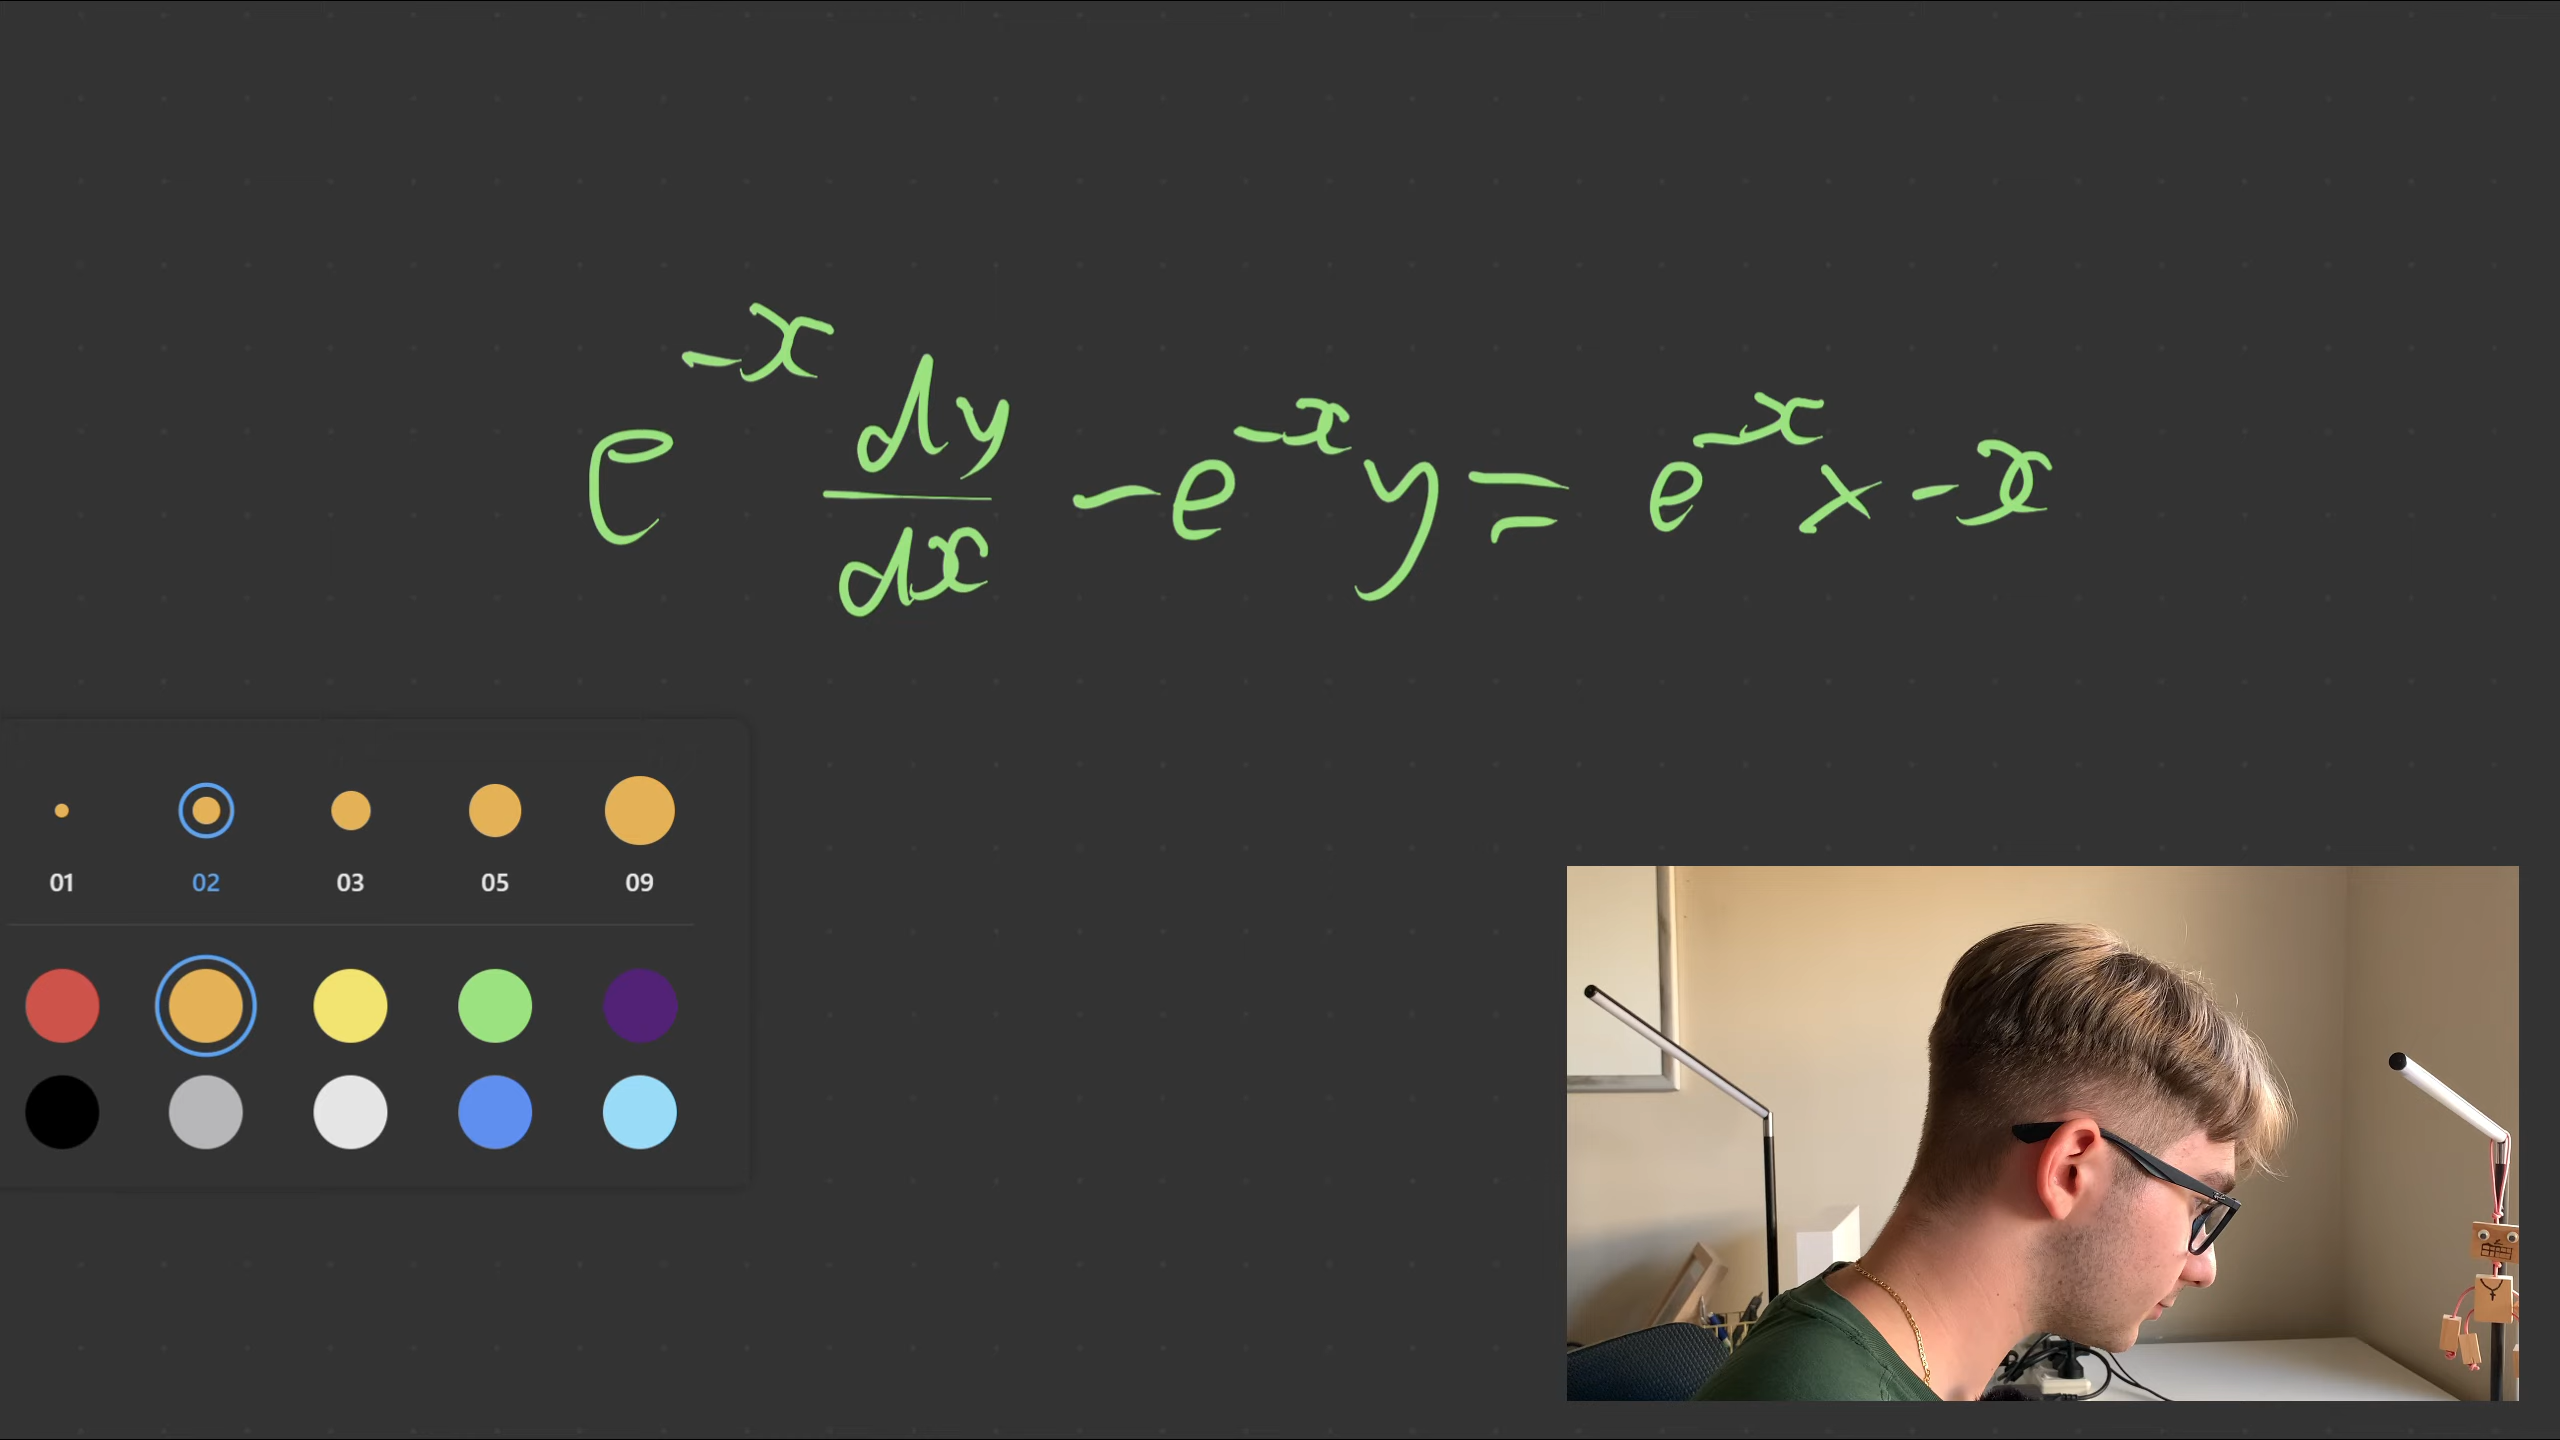 e^{-x} dy/dx - e^{-x} y = e^{-x} x - x
01 02 03 05 09